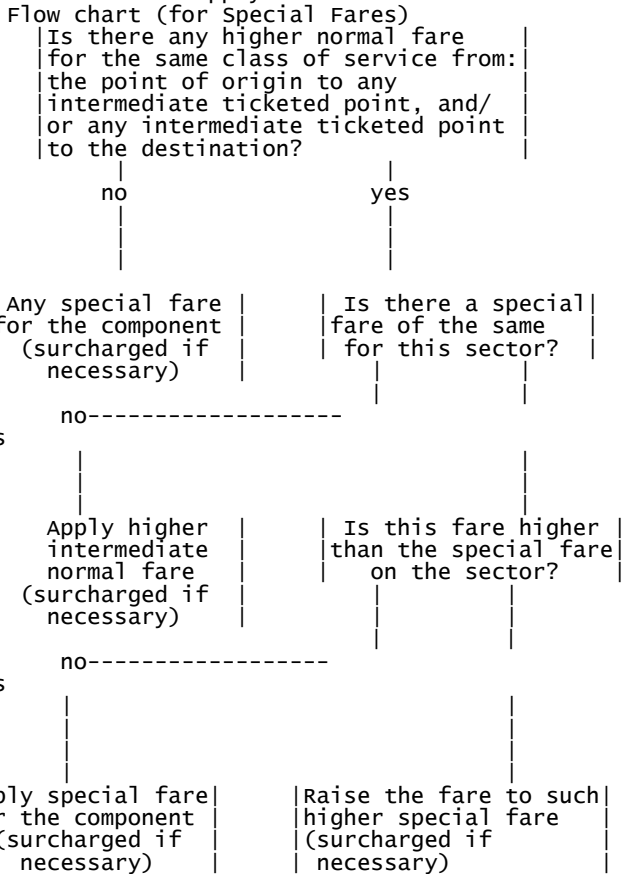 Flow chart (for Special Fares)
|Is there any higher normal fare |
|for the same class of service from:|
|the point of origin to any |
|intermediate ticketed point, and/ |
|or any intermediate ticketed point |
|to the destination? |
| |
no yes
| |
| |
| |
Any special fare | | Is there a special|
for the component | |fare of the same |
(surcharged if | | for this sector? |
necessary) | | |
| |
no-------------------
s
| |
| |
| |
Apply higher | | Is this fare higher |
intermediate | |than the special fare|
normal fare | | on the sector? |
(surcharged if | | |
necessary) | | |
| |
no------------------
s
| |
| |
| |
| |
ply special fare| |Raise the fare to such|
r the component | |higher special fare |
(surcharged if | |(surcharged if |
necessary) | | necessary) |